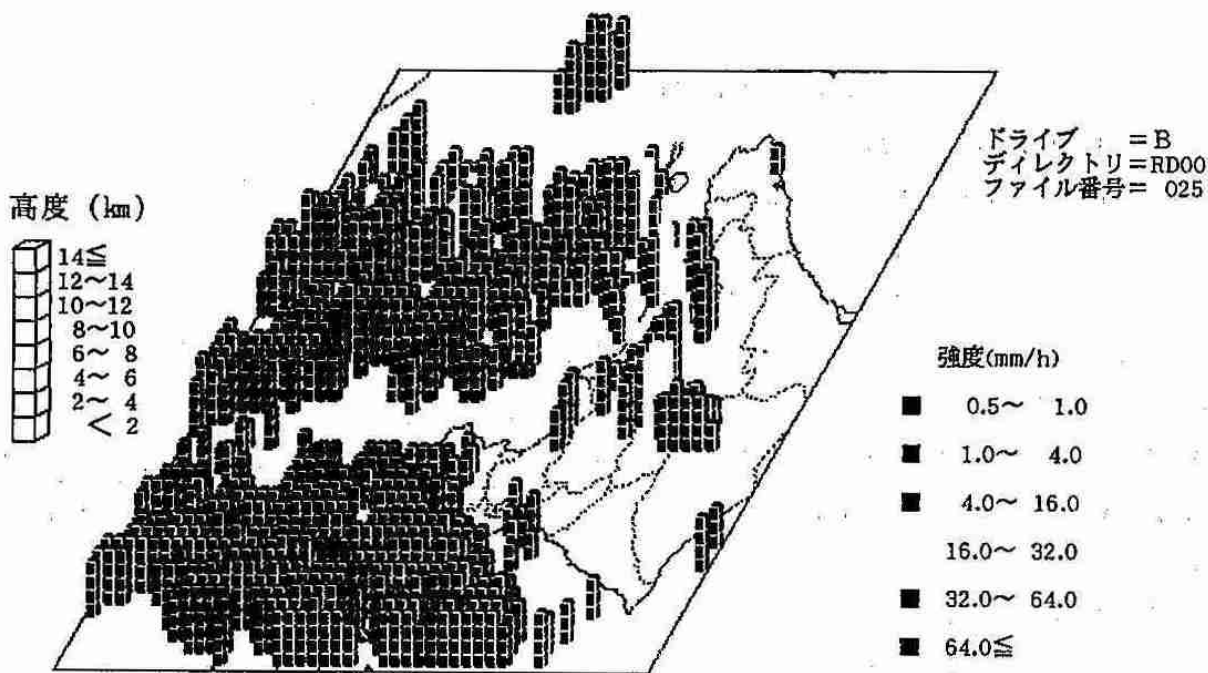 ドライブ　=B
ディレクトリ=RD00
ファイル番号= 025
高度 (km)
14≦
12～14
10～12
8～10
6～ 8
4～ 6
2～ 4
< 2
強度(mm/h)
■ 0.5～ 1.0
■ 1.0～ 4.0
■ 4.0～ 16.0
16.0～ 32.0
■ 32.0～ 64.0
■ 64.0≦